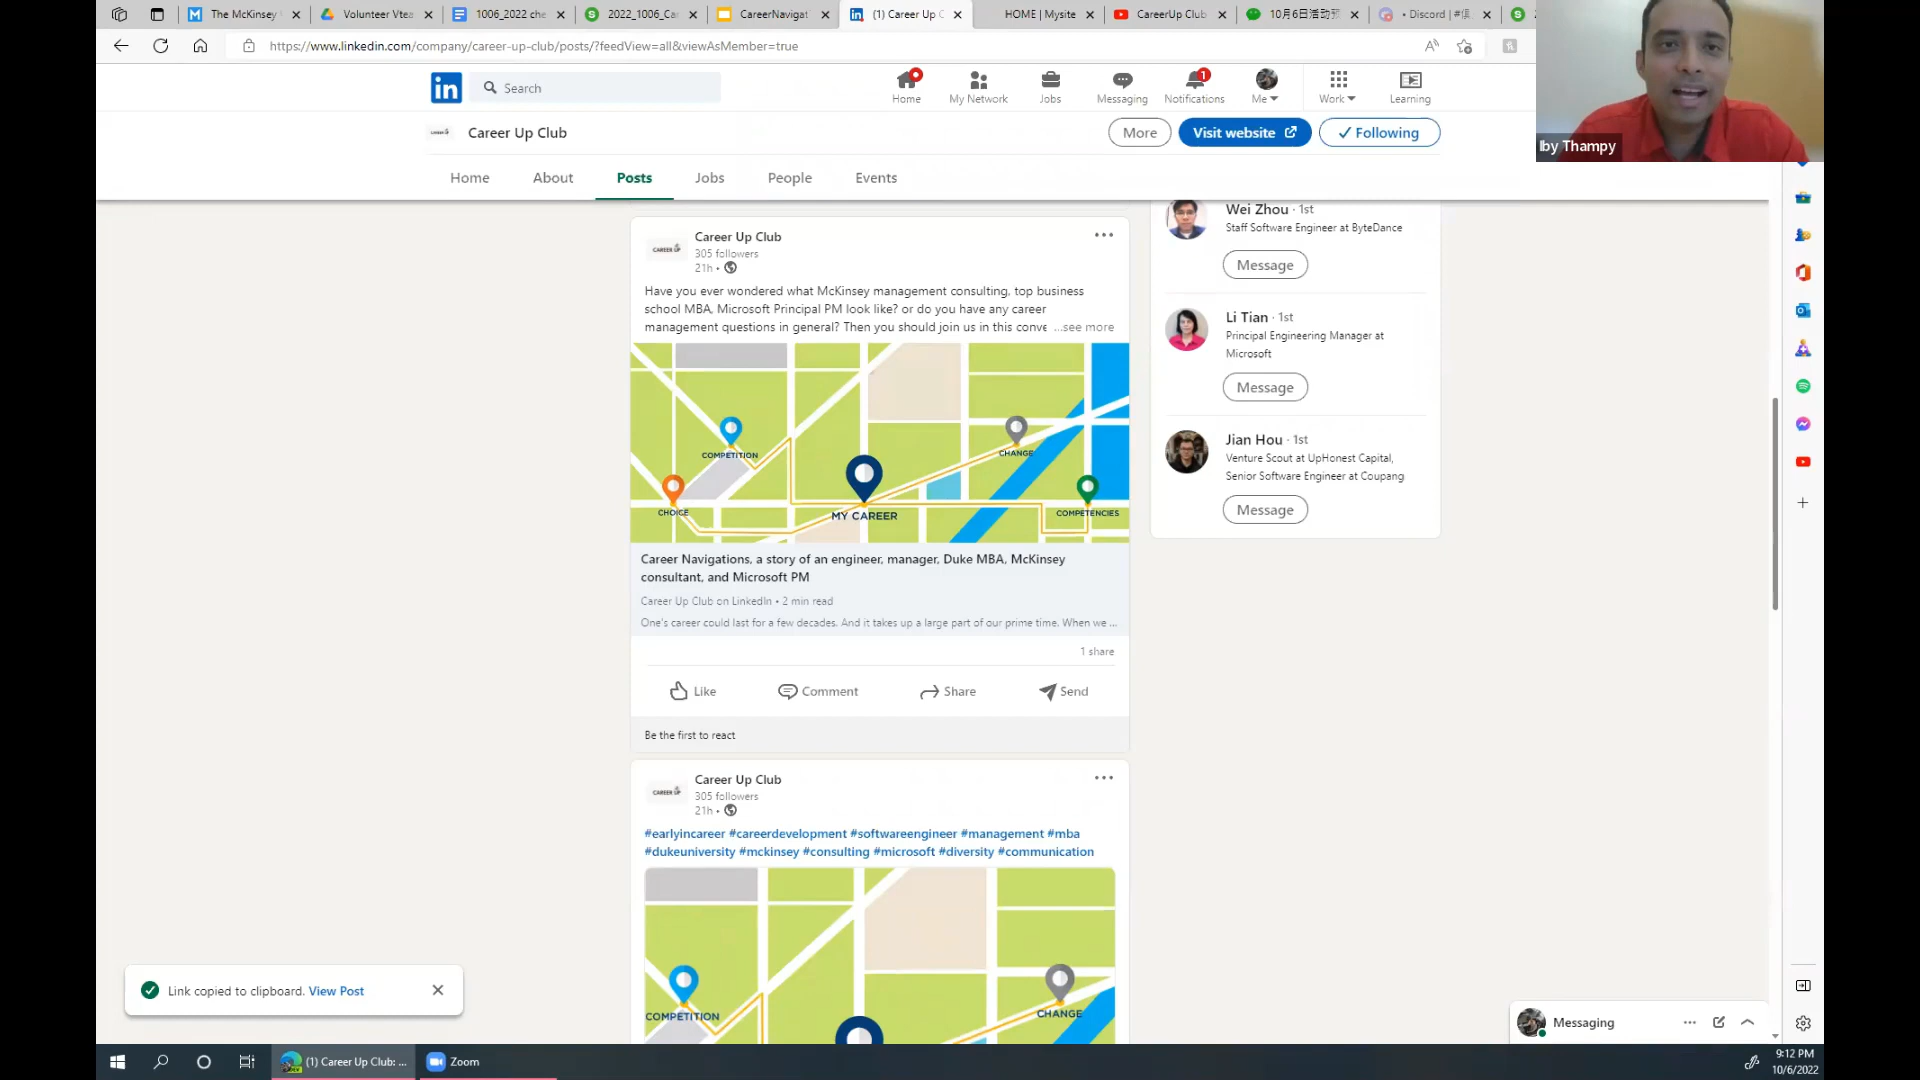 The McKinsey
Volunteer Vtea
1006_2022 che
2022_1006_Ca
CareerNavigat
(1) Career Up C
HOME | Mysite
CareerUp Club
10月6日活动预
• Discord | #俱
https://www.linkedin.com/company/career-up-club/posts/?feedView=all&viewAsMember=true
in
Search
Home
My Network
Jobs
Messaging
1
Notifications
Me
Work
Learning
Career Up Club
More
Visit website
Following
Iby Thampy
Home
About
Posts
Jobs
People
Events
CAREER UP
Career Up Club
305 followers
21h •
Have you ever wondered what McKinsey management consulting, top business
school MBA, Microsoft Principal PM look like? or do you have any career
management questions in general? Then you should join us in this conve ...see more
COMPETITION
CHANGE
CHOICE
MY CAREER
COMPETENCIES
Career Navigations, a story of an engineer, manager, Duke MBA, McKinsey
consultant, and Microsoft PM
Career Up Club on LinkedIn • 2 min read
One's career could last for a few decades. And it takes up a large part of our prime time. When we ...
1 share
Like
Comment
Share
Send
Be the first to react
CAREER UP
Career Up Club
305 followers
21h •
#earlyincareer #careerdevelopment #softwareengineer #management #mba
#dukeuniversity #mckinsey #consulting #microsoft #diversity #communication
COMPETITION
CHANGE
Wei Zhou · 1st
Staff Software Engineer at ByteDance
Message
Li Tian · 1st
Principal Engineering Manager at
Microsoft
Message
Jian Hou · 1st
Venture Scout at UpHonest Capital,
Senior Software Engineer at Coupang
Message
Link copied to clipboard. View Post
Messaging
(1) Career Up Club: ...
Zoom
9:12 PM
10/6/2022